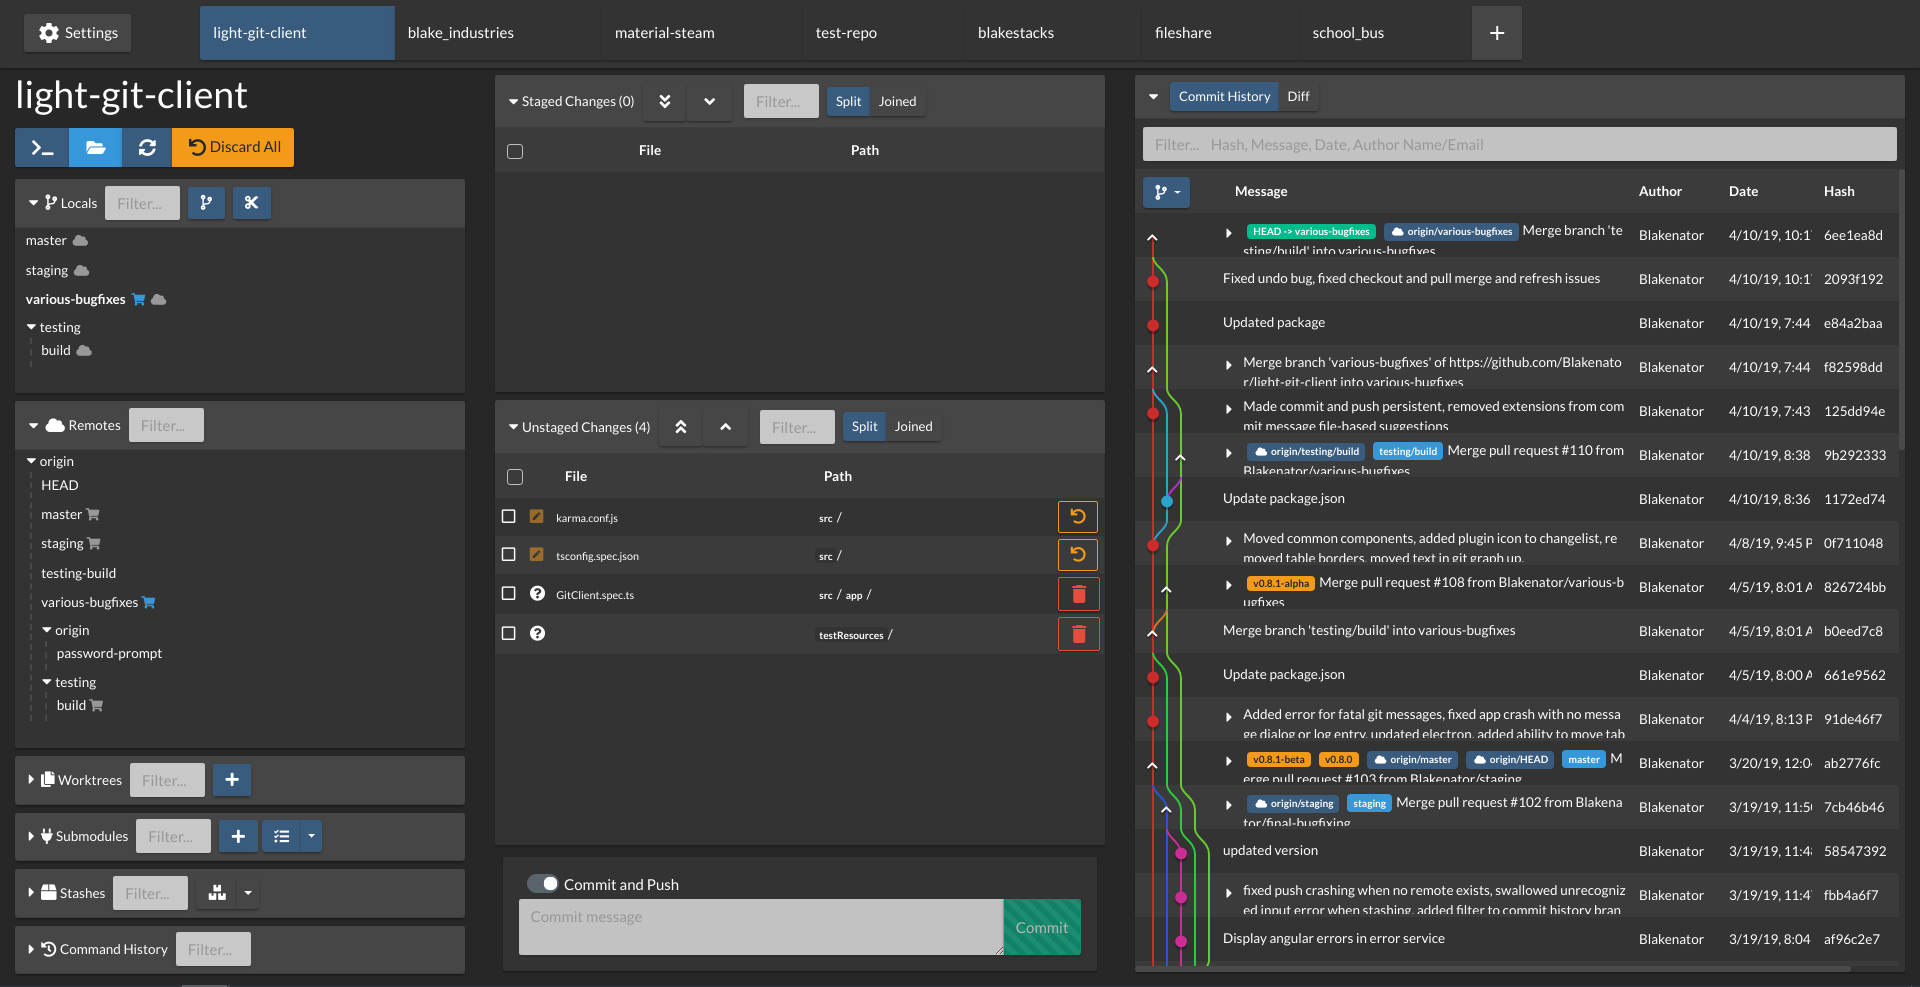 Settings
light-git-client
blake_industries
material-steam
test-repo
blakestacks
fileshare
school_bus
light-git-client
Discard All
Locals Filter...
master
staging
various-bugfixes
testing
build
Remotes Filter...
origin
HEAD
master
staging
testing-build
various-bugfixes
origin
password-prompt
testing
build
Worktrees Filter...
Submodules Filter...
Stashes Filter...
Command History Filter...
Staged Changes (0) Filter... Split Joined
File Path
Unstaged Changes (4) Filter... Split Joined
File Path
karma.conf.js src /
tsconfig.spec.json src /
GitClient.spec.ts src / app /
testResources /
Commit and Push
Commit message
Commit
Commit History Diff
Filter... Hash, Message, Date, Author Name/Email
Message Author Date Hash
HEAD -> various-bugfixes origin/various-bugfixes Merge branch 'te
sting/build' into various-bugfixes
Blakenator 4/10/19, 10:1 6ee1ea8d
Fixed undo bug, fixed checkout and pull merge and refresh issues Blakenator 4/10/19, 10:1 2093f192
Updated package Blakenator 4/10/19, 7:44 e84a2baa
Merge branch 'various-bugfixes' of https://github.com/Blakenato
r/light-git-client into various-bugfixes
Blakenator 4/10/19, 7:44 f82598dd
Made commit and push persistent, removed extensions from com
mit message file-based suggestions
Blakenator 4/10/19, 7:43 125dd94e
origin/testing/build testing/build Merge pull request #110 from
Blakenator/various-bugfixes
Blakenator 4/10/19, 8:38 9b292333
Update package.json Blakenator 4/10/19, 8:36 1172ed74
Moved common components, added plugin icon to changelist, re
moved table borders, moved text in git graph up.
Blakenator 4/8/19, 9:45 P 0f711048
v0.8.1-alpha Merge pull request #108 from Blakenator/various-b
ugfixes
Blakenator 4/5/19, 8:01 A 826724bb
Merge branch 'testing/build' into various-bugfixes Blakenator 4/5/19, 8:01 A b0eed7c8
Update package.json Blakenator 4/5/19, 8:00 A 661e9562
Added error for fatal git messages, fixed app crash with no messa
ge dialog or log entry, updated electron, added ability to move tab
Blakenator 4/4/19, 8:13 P 91de46f7
v0.8.1-beta v0.8.0 origin/master origin/HEAD master M
erge pull request #103 from Blakenator/staging
Blakenator 3/20/19, 12:0 ab2776fc
origin/staging staging Merge pull request #102 from Blakena
tor/final-bugfixing
Blakenator 3/19/19, 11:5 7cb46b46
updated version Blakenator 3/19/19, 11:4 58547392
fixed push crashing when no remote exists, swallowed unrecogniz
ed input error when stashing, added filter to commit history bran
Blakenator 3/19/19, 11:4 fbb4a6f7
Display angular errors in error service Blakenator 3/19/19, 8:04 af96c2e7